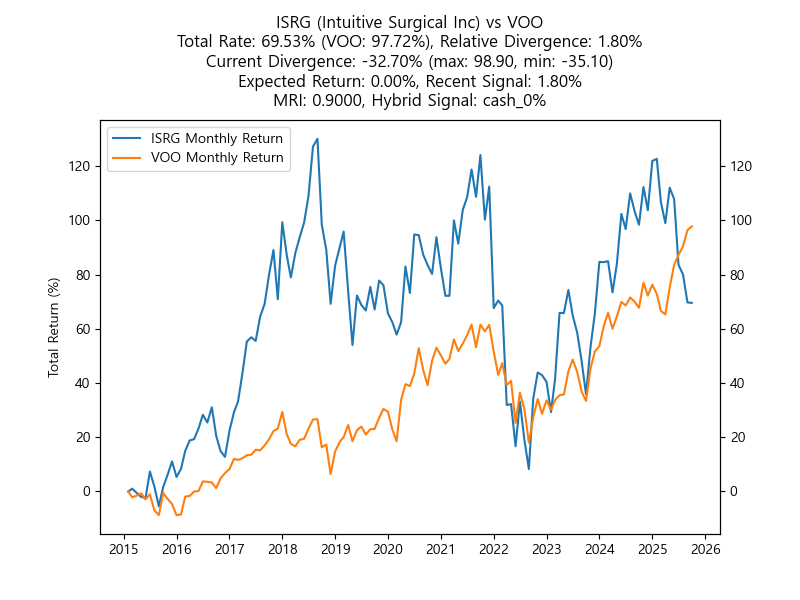 ISRG (Intuitive Surgical Inc) vs VOO
Total Rate: 69.53% (VOO: 97.72%), Relative Divergence: 1.80%
Current Divergence: -32.70% (max: 98.90, min: -35.10)
Expected Return: 0.00%, Recent Signal: 1.80%
MRI: 0.9000, Hybrid Signal: cash_0%
ISRG Monthly Return
VOO Monthly Return
Total Return (%)
120
100
80
60
40
20
0
120
100
80
60
40
20
0
2015 2016 2017 2018 2019 2020 2021 2022 2023 2024 2025 2026